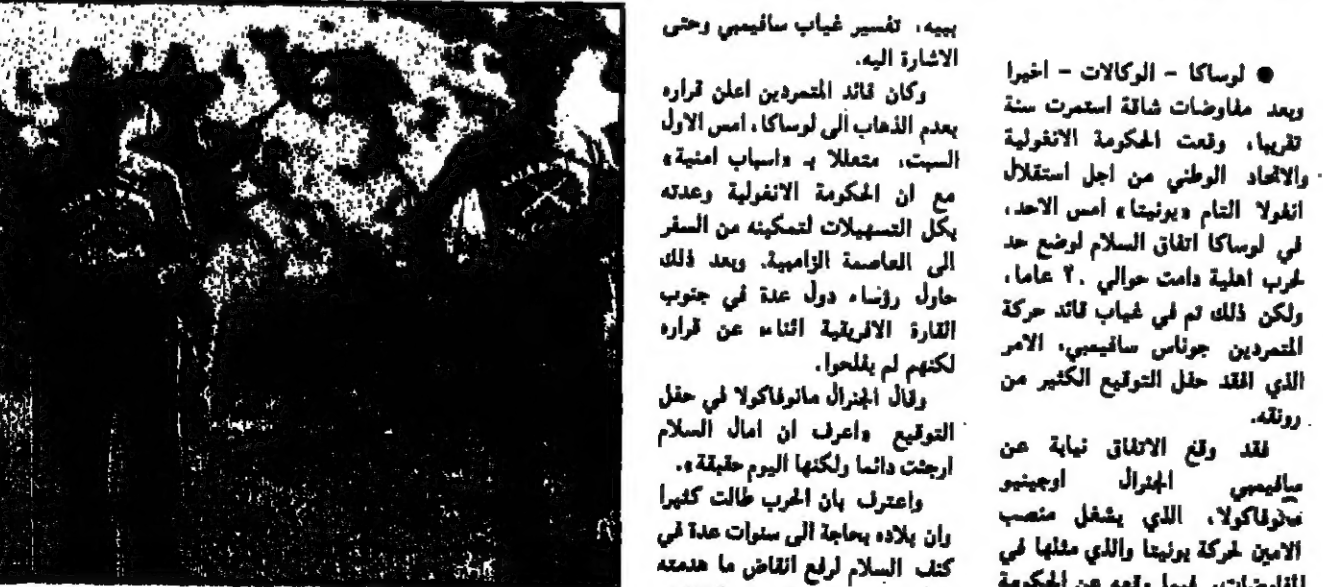 ● لوساكا - الوكالات - اخيرا
وبعد مفاوضات شاقة استمرت سنة
تقريبا، وقعت الحكومة الانغولية
والاتحاد الوطني من اجل استقلال
انغولا التام «يونيتا» امس الاحد،
في لوساكا اتفاق السلام لوضع حد
لحرب اهلية دامت حوالي ٢٠ عاما،
ولكن ذلك تم في غياب قائد حركة
المتمردين جوناس سافيمبي، الامر
الذي افقد حفل التوقيع الكثير من
رونقه.
فقد وقع الاتفاق نيابة عن
سافيمبي الجنرال اوجينيو
مانوفاكولا، الذي يشغل منصب
الامين لحركة يونيتا والذي مثلها في
المفاوضات، فيما وقعه عن الحكومة
بييه، تفسير غياب سافيمبي وحتى
الاشارة اليه.
وكان قائد المتمردين اعلن قراره
بعدم الذهاب الى لوساكا، امس الاول
السبت، متعللا بـ «اسباب امنية»
مع ان الحكومة الانغولية وعدته
بكل التسهيلات لتمكينه من السفر
الى العاصمة الزامبية. وبعد ذلك
حاول رؤساء دول عدة في جنوب
القارة الافريقية اثناءه عن قراره
لكنهم لم يفلحوا.
وقال الجنرال مانوفاكولا في حفل
التوقيع «اعرف ان امال السلام
ارجئت دائما ولكنها اليوم حقيقة».
واعترف بان الحرب طالت كثيرا
وان بلاده بحاجة الى سنوات عدة في
كنف السلام لرفع انقاض ما هدمته